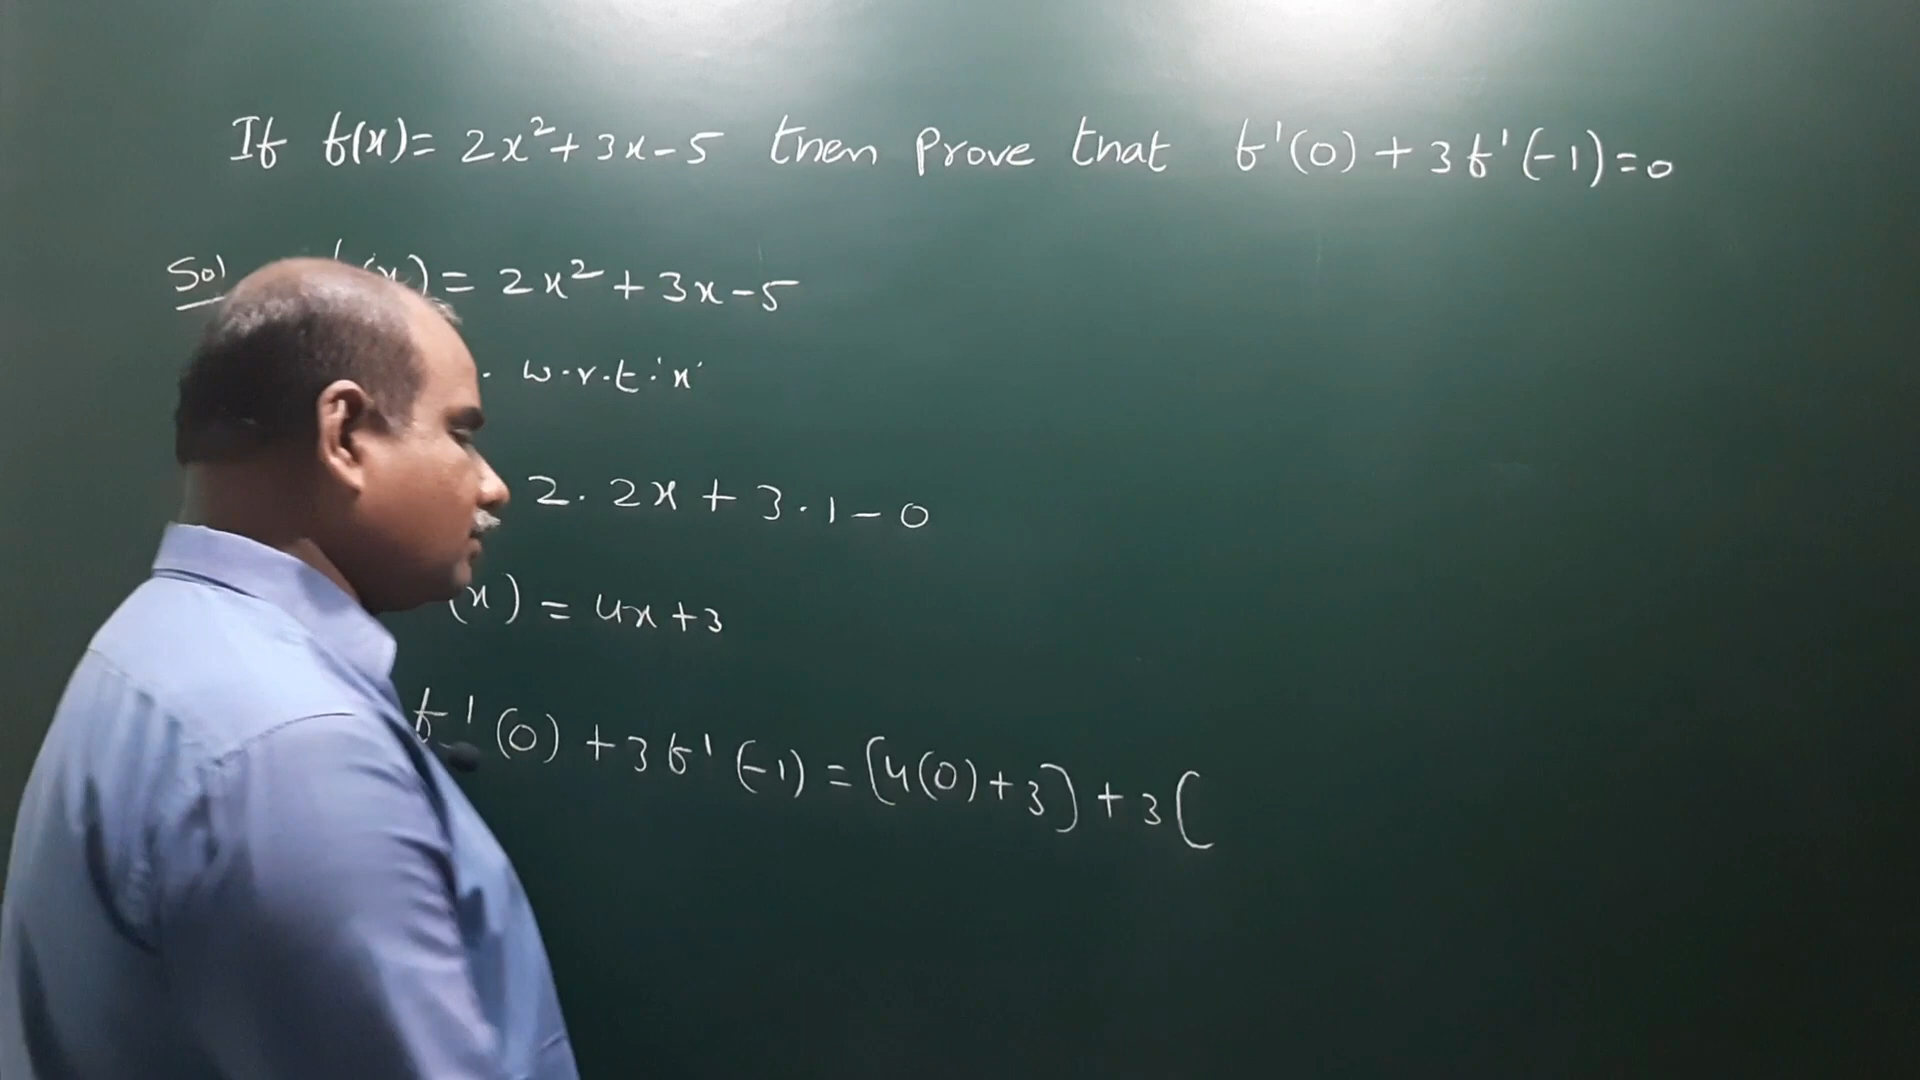 If f(x)= 2x²+3x-5 then prove that f'(0)+3f'(-1)=0
Sol (x)= 2x²+3x-5
. w.r.t. 'x'
2. 2x + 3.1-0
(x) = 4x+3
f'(0)+3f'(-1)=(4(0)+3)+3(